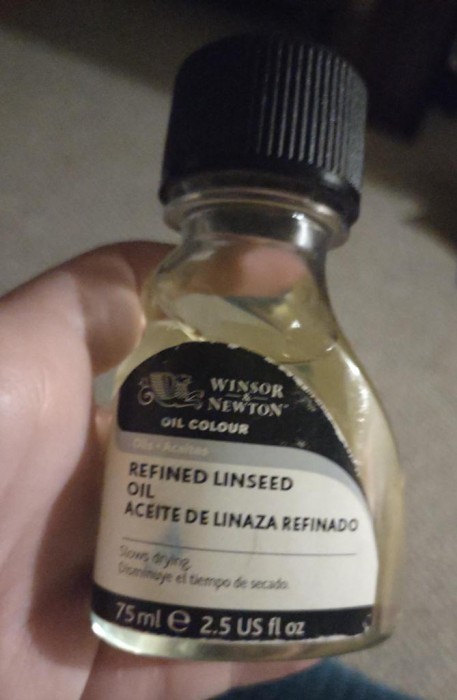 WINSOR
&
NEWTON
OIL COLOUR
Oils • Aceites
REFINED LINSEED
OIL
ACEITE DE LINAZA REFINADO
Slows drying.
Disminuye el tiempo de secado.
75ml e 2.5 US fl oz